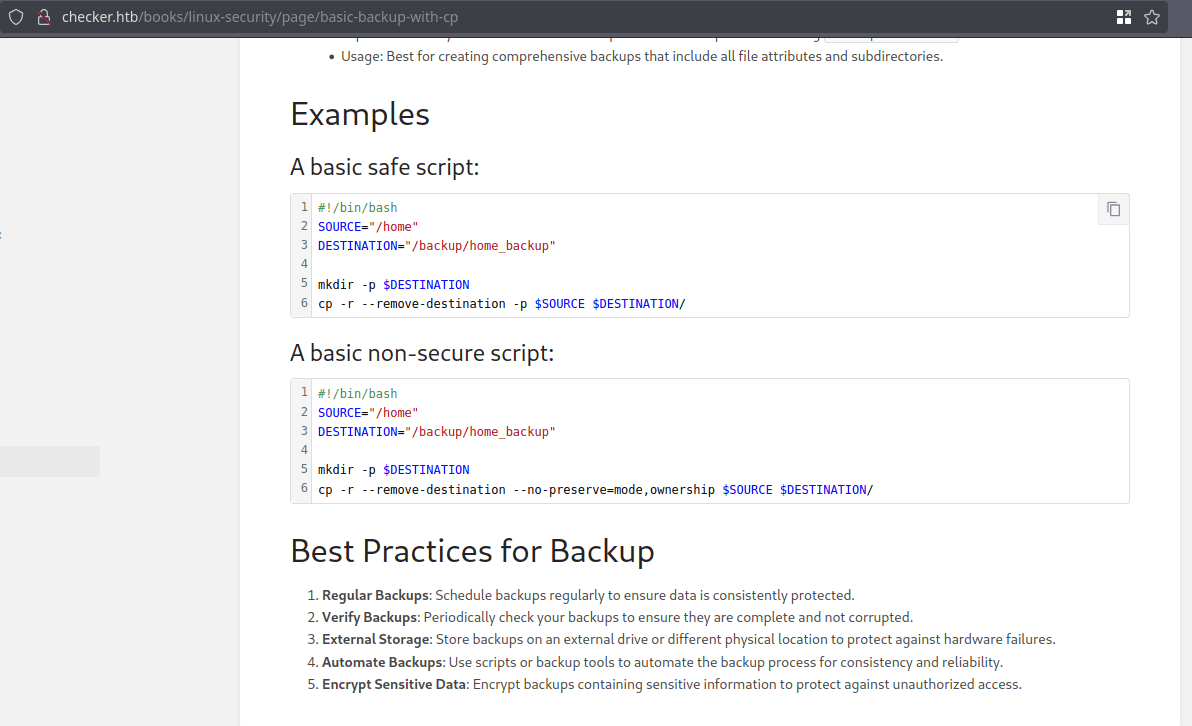 checker.htb/books/linux-security/page/basic-backup-with-cp
Usage: Best for creating comprehensive backups that include all file attributes and subdirectories.
Examples
A basic safe script:
1 #!/bin/bash
2 SOURCE="/home"
3 DESTINATION="/backup/home_backup"
4
5 mkdir -p $DESTINATION
6 cp -r --remove-destination -p $SOURCE $DESTINATION/
A basic non-secure script:
1 #!/bin/bash
2 SOURCE="/home"
3 DESTINATION="/backup/home_backup"
4
5 mkdir -p $DESTINATION
6 cp -r --remove-destination --no-preserve=mode,ownership $SOURCE $DESTINATION/
Best Practices for Backup
1. Regular Backups: Schedule backups regularly to ensure data is consistently protected.
2. Verify Backups: Periodically check your backups to ensure they are complete and not corrupted.
3. External Storage: Store backups on an external drive or different physical location to protect against hardware failures.
4. Automate Backups: Use scripts or backup tools to automate the backup process for consistency and reliability.
5. Encrypt Sensitive Data: Encrypt backups containing sensitive information to protect against unauthorized access.